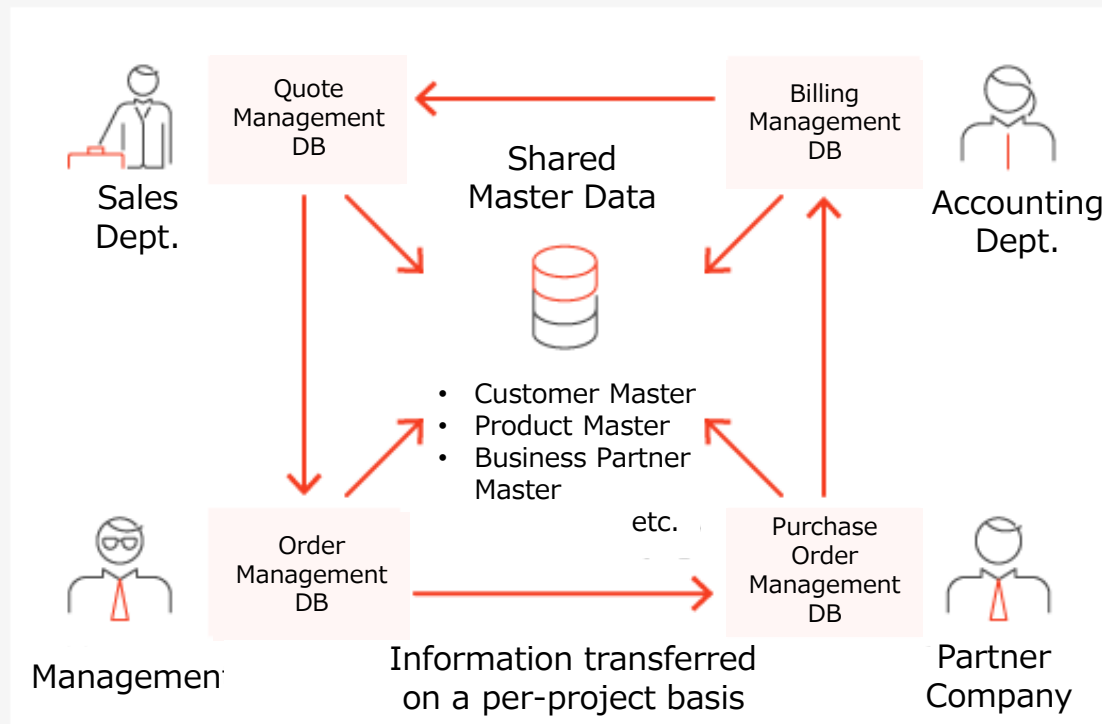 Quote
Management
DB
Billing
Management
DB
Shared
Master Data
Sales
Dept.
Accounting
Dept.
• Customer Master
• Product Master
• Business Partner
Master
etc.
Order
Management
DB
Purchase
Order
Management
DB
Management
Information transferred
on a per-project basis
Partner
Company